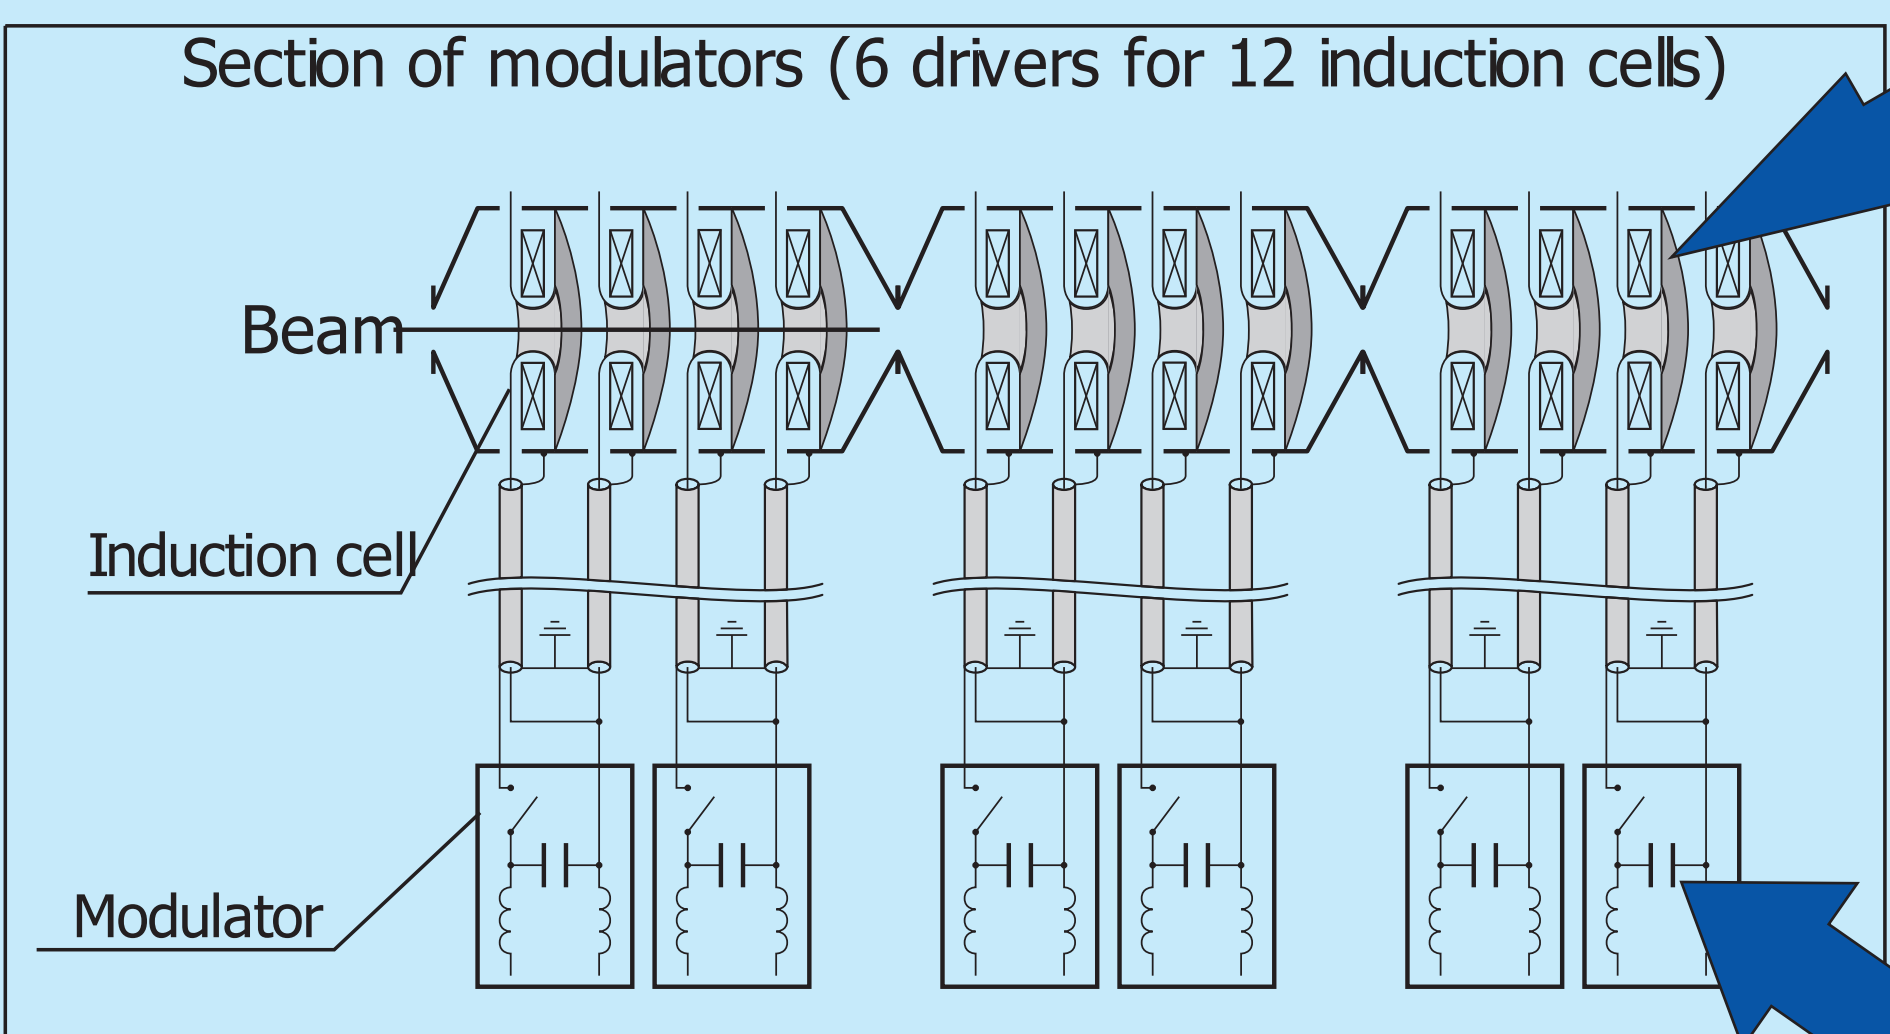 Section of modulators (6 drivers for 12 induction cells)
Beam
Induction cell
Modulator